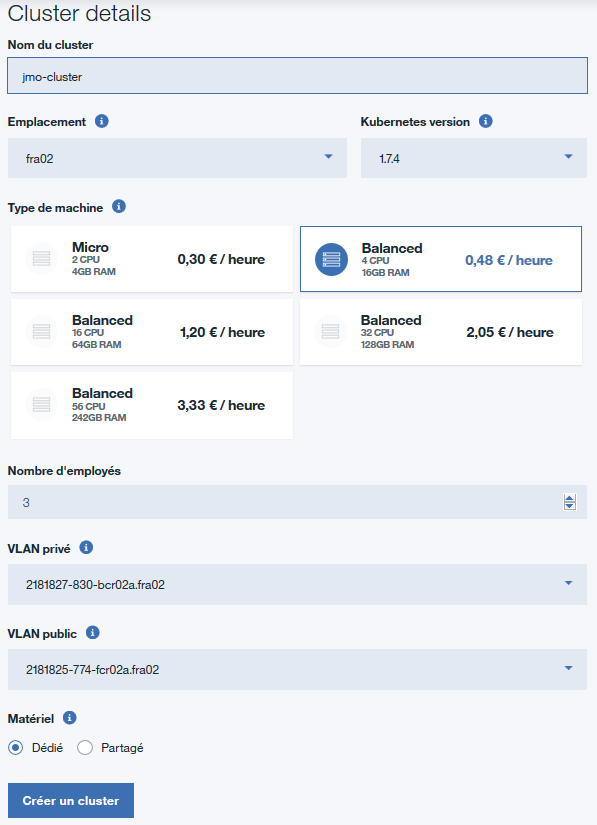 Cluster details
Nom du cluster
jmo-cluster
Emplacement
Kubernetes version
fra02
1.7.4
Type de machine
Micro
2 CPU
4GB RAM
0,30 € / heure
Balanced
4 CPU
16GB RAM
0,48 € / heure
Balanced
16 CPU
64GB RAM
1,20 € / heure
Balanced
32 CPU
128GB RAM
2,05 € / heure
Balanced
56 CPU
242GB RAM
3,33 € / heure
Nombre d'employés
3
VLAN privé
2181827-830-bcr02a.fra02
VLAN public
2181825-774-fcr02a.fra02
Matériel
Dédié
Partagé
Créer un cluster